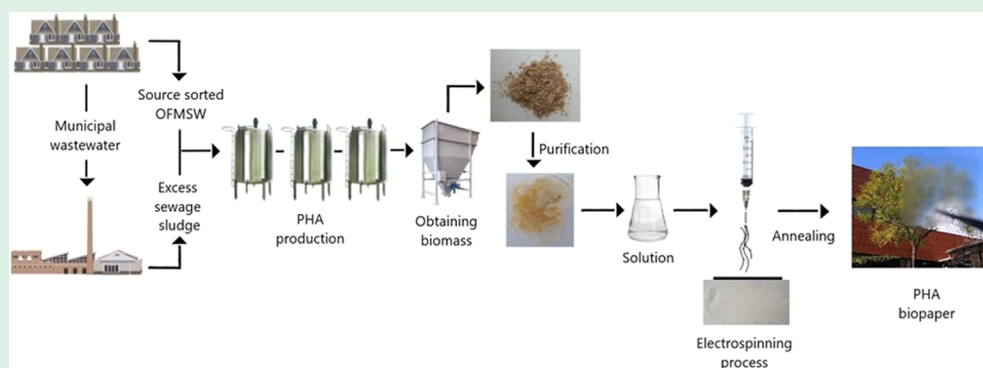 Source sorted
OFMSW
Municipal
wastewater
Excess
sewage
sludge
PHA
production
Obtaining
biomass
Purification
Solution
Electrospinning
process
Annealing
PHA
biopaper